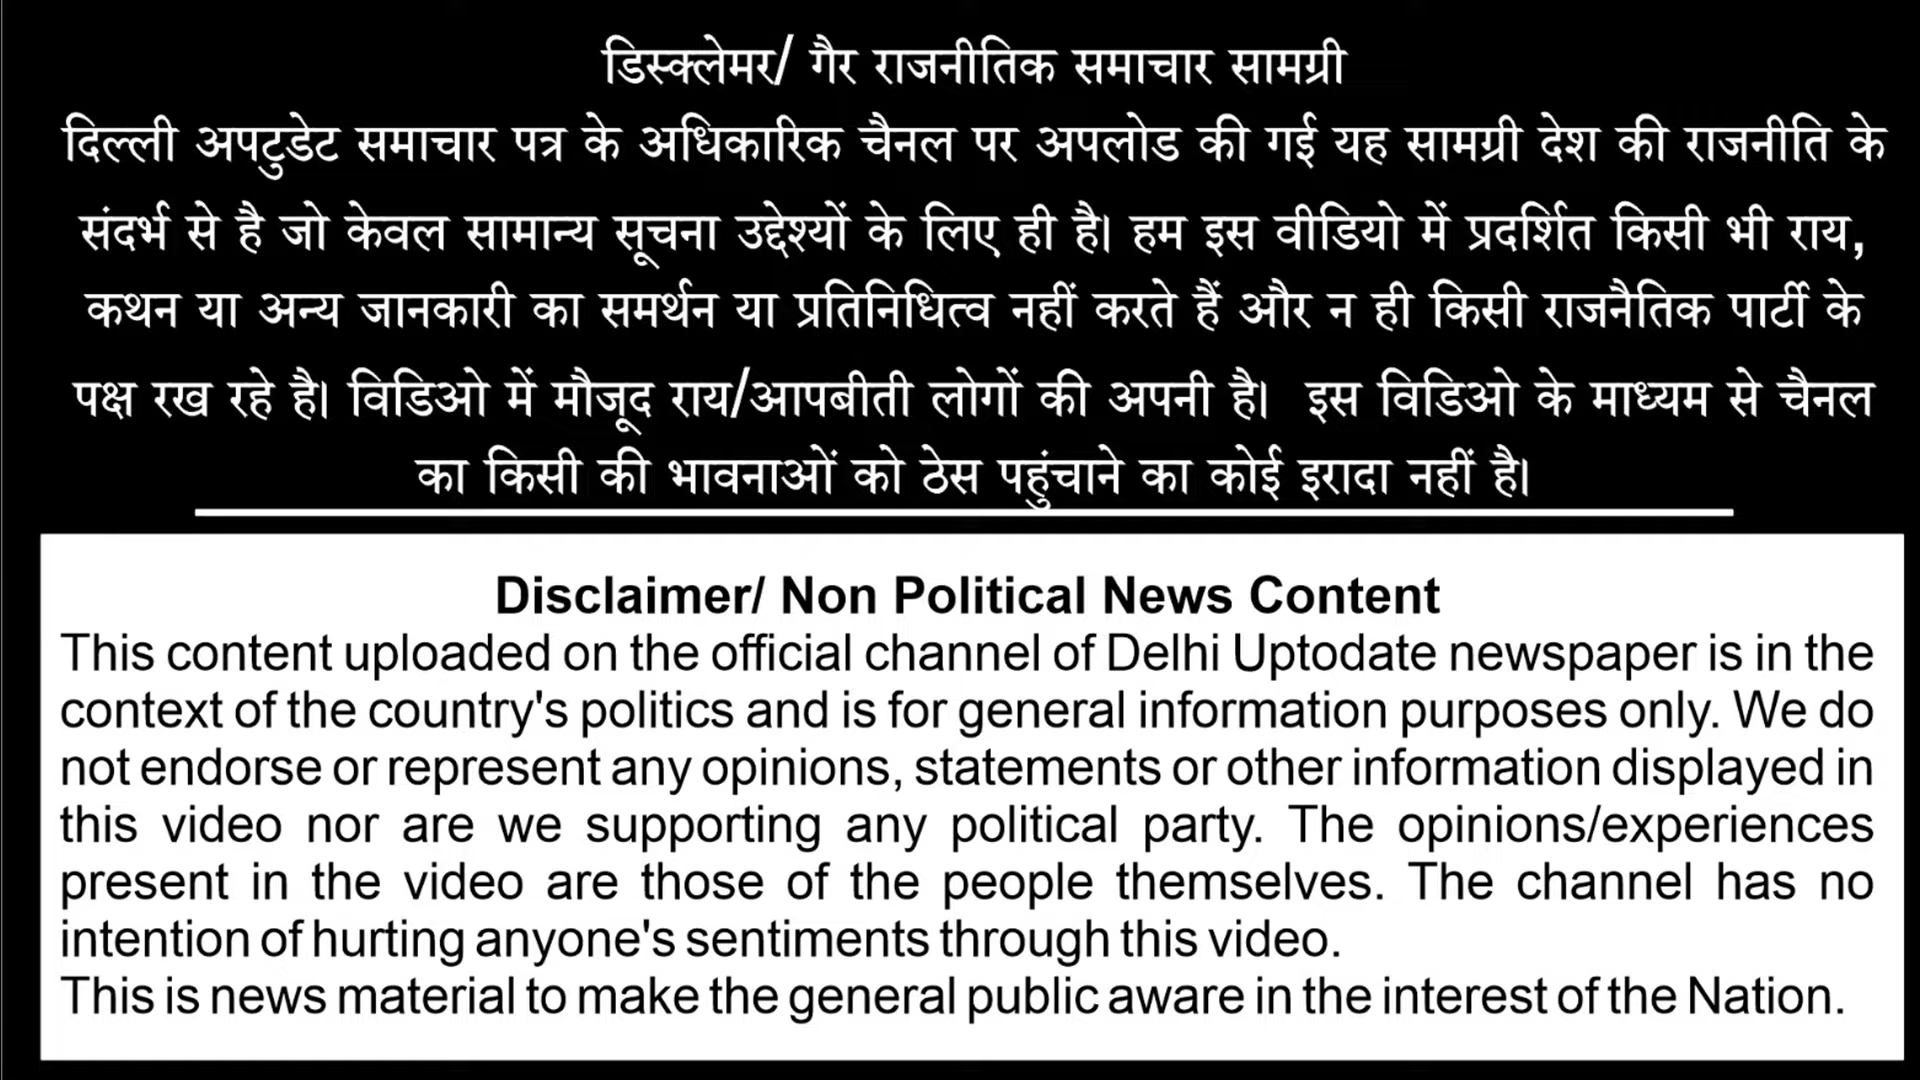 डिस्क्लेमर/ गैर राजनीतिक समाचार सामग्री
दिल्ली अपटुडेट समाचार पत्र के अधिकारिक चैनल पर अपलोड की गई यह सामग्री देश की राजनीति के
संदर्भ से है जो केवल सामान्य सूचना उद्देश्यों के लिए ही है। हम इस वीडियो में प्रदर्शित किसी भी राय,
कथन या अन्य जानकारी का समर्थन या प्रतिनिधित्व नहीं करते हैं और न ही किसी राजनैतिक पार्टी के
पक्ष रख रहे है। विडिओ में मौजूद राय/आपबीती लोगों की अपनी है। इस विडिओ के माध्यम से चैनल
का किसी की भावनाओं को ठेस पहुंचाने का कोई इरादा नहीं है।
Disclaimer/ Non Political News Content
This content uploaded on the official channel of Delhi Uptodate newspaper is in the
context of the country's politics and is for general information purposes only. We do
not endorse or represent any opinions, statements or other information displayed in
this video nor are we supporting any political party. The opinions/experiences
present in the video are those of the people themselves. The channel has no
intention of hurting anyone's sentiments through this video.
This is news material to make the general public aware in the interest of the Nation.